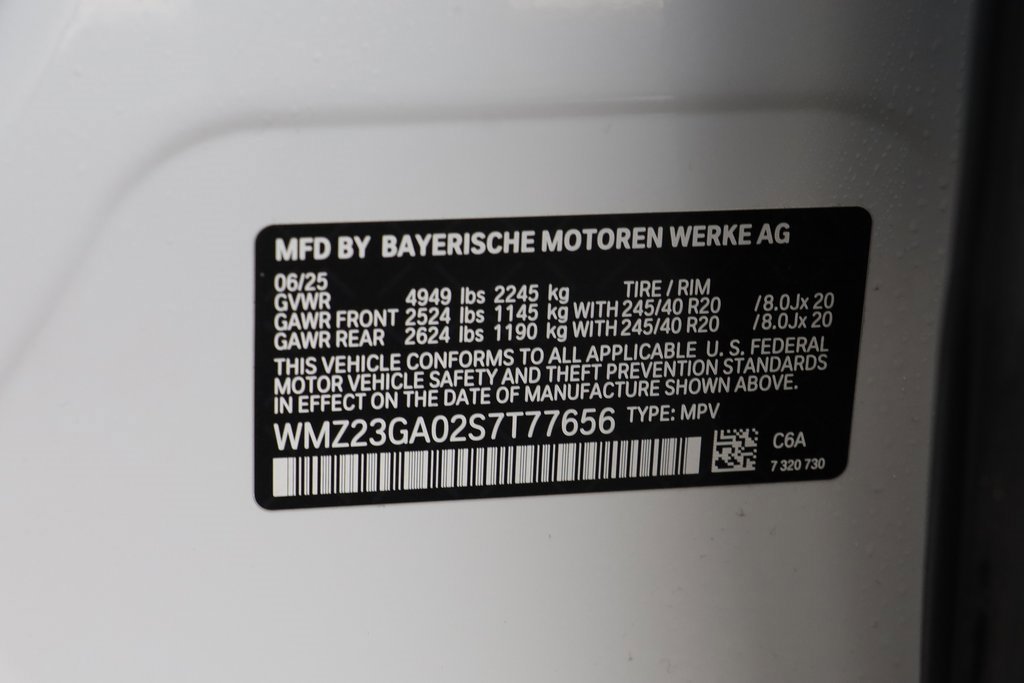 MFD BY BAYERISCHE MOTOREN WERKE AG
06/25
GVWR 4949 lbs 2245 kg TIRE / RIM
GAWR FRONT 2524 lbs 1145 kg WITH 245/40 R20 /8.0Jx 20
GAWR REAR 2624 lbs 1190 kg WITH 245/40 R20 /8.0Jx 20
THIS VEHICLE CONFORMS TO ALL APPLICABLE U. S. FEDERAL
MOTOR VEHICLE SAFETY AND THEFT PREVENTION STANDARDS
IN EFFECT ON THE DATE OF MANUFACTURE SHOWN ABOVE.
WMZ23GA02S7T77656 TYPE: MPV
C6A
7 320 730